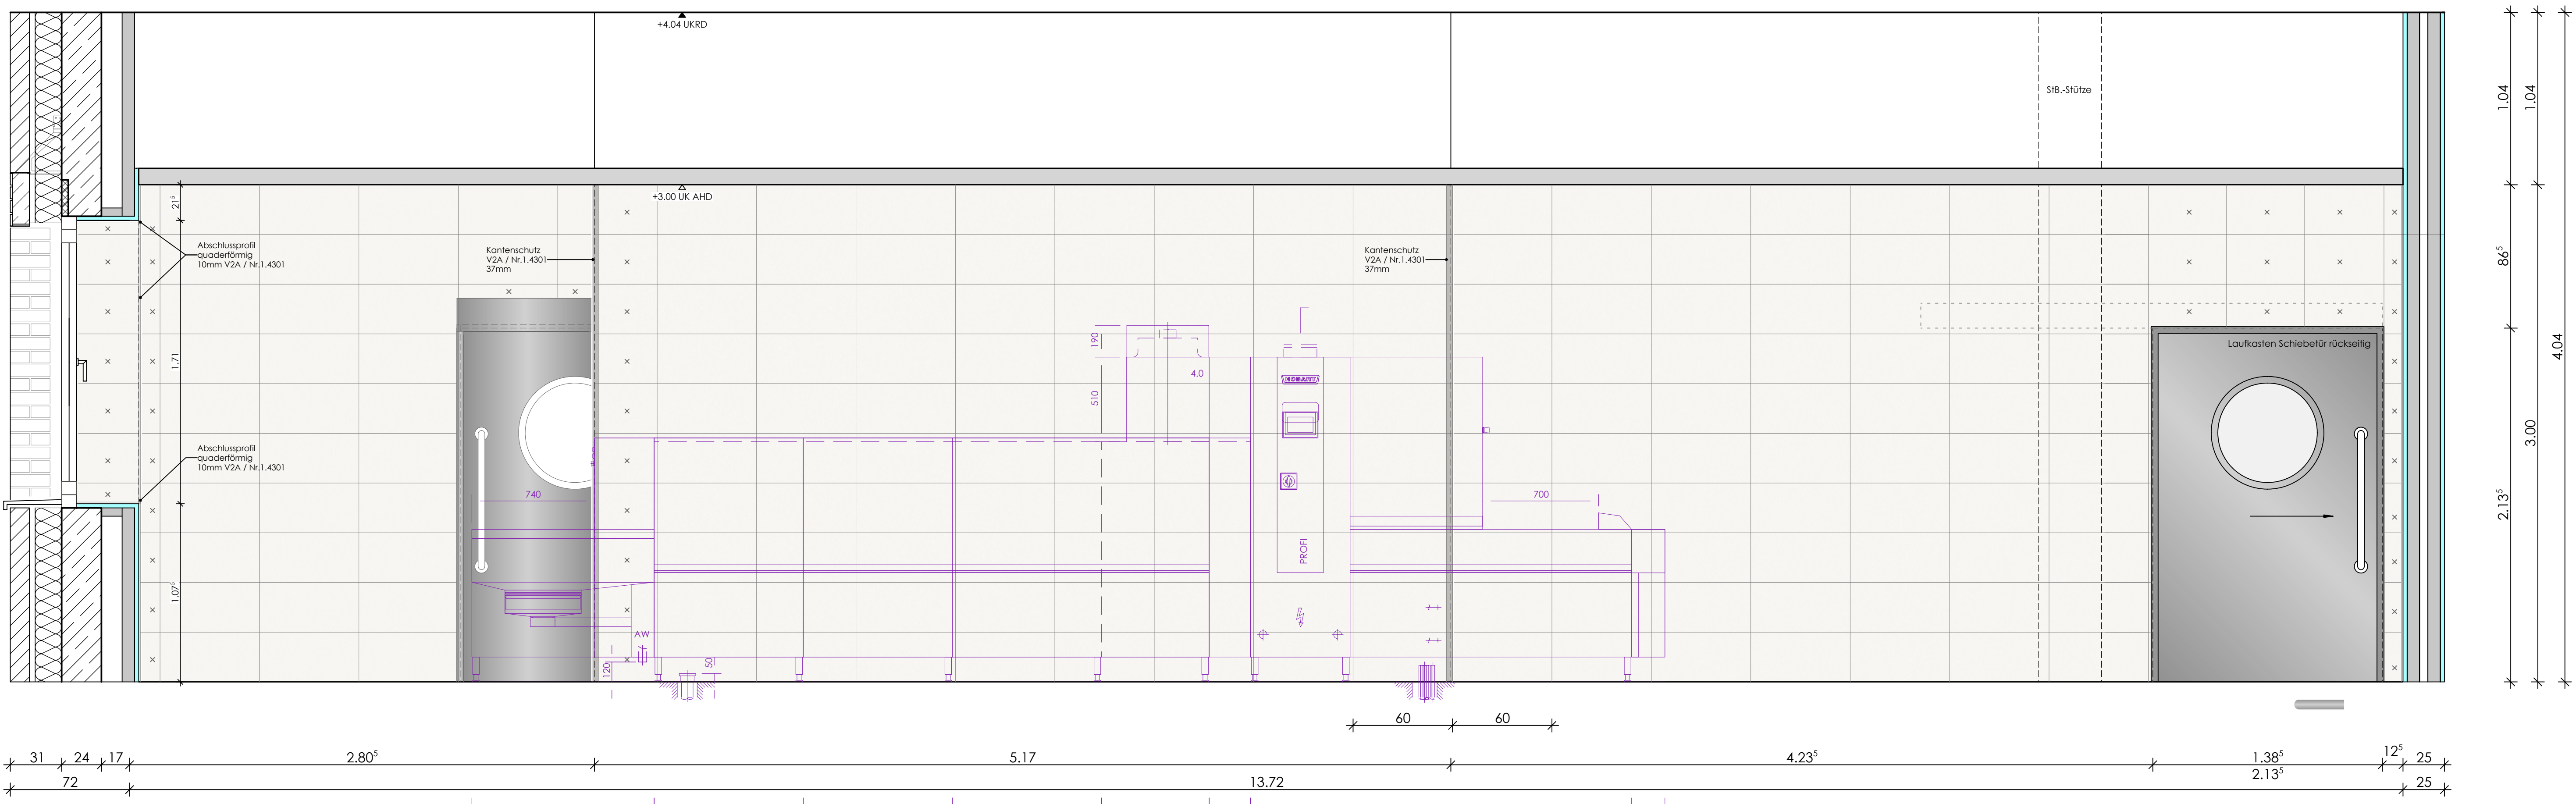 +4.04 UKRD
StB.-Stütze
+3.00 UK AHD
21⁵
1.71
1.07⁵
Abschlussprofil
quaderförmig
10mm V2A / Nr.1.4301
Kantenschutz
V2A / Nr.1.4301
37mm
Kantenschutz
V2A / Nr.1.4301
37mm
Abschlussprofil
quaderförmig
10mm V2A / Nr.1.4301
190
510
4.0
HOBART
PROFI
740
700
AW
120
50
Laufkasten Schiebetür rückseitig
1.04
1.04
86⁵
2.13⁵
3.00
4.04
60
60
31
24
17
2.80⁵
5.17
4.23⁵
1.38⁵
2.13⁵
12⁵
25
72
13.72
25